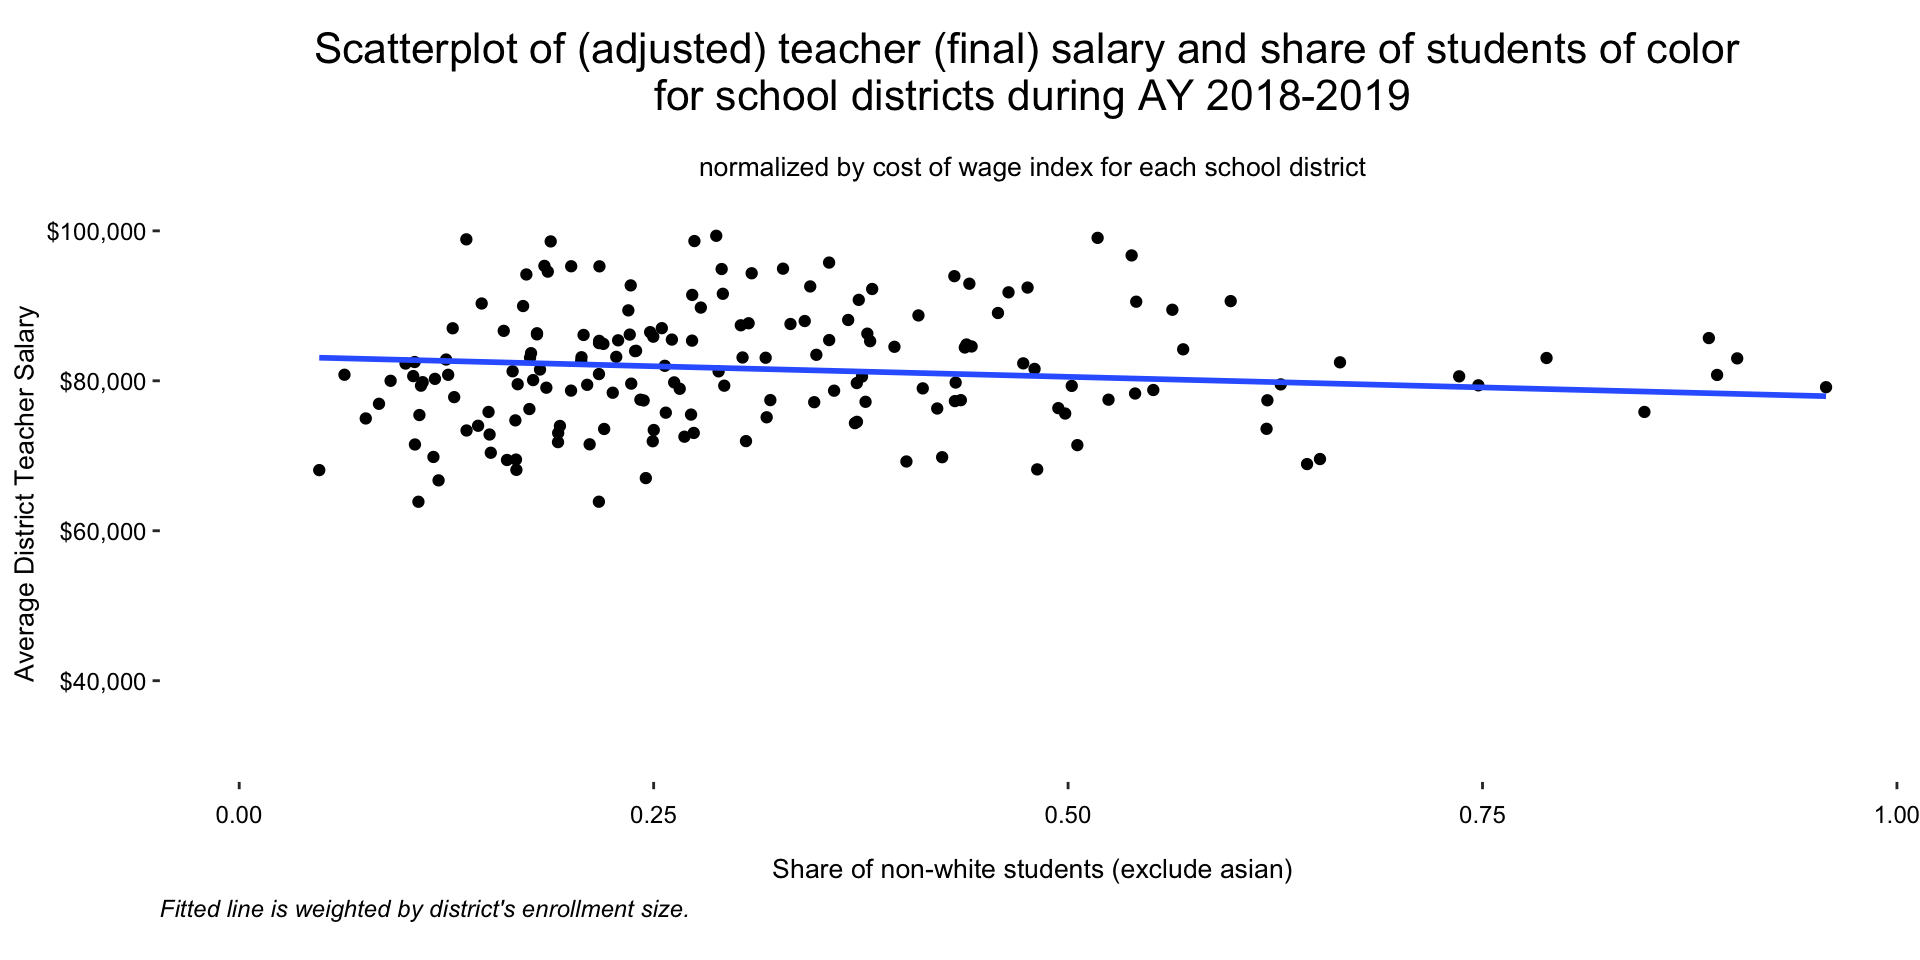 Scatterplot of (adjusted) teacher (final) salary and share of students of color
for school districts during AY 2018-2019
normalized by cost of wage index for each school district
Average District Teacher Salary
$100,000
$80,000
$60,000
$40,000
0.00
0.25
0.50
0.75
1.00
Share of non-white students (exclude asian)
Fitted line is weighted by district's enrollment size.